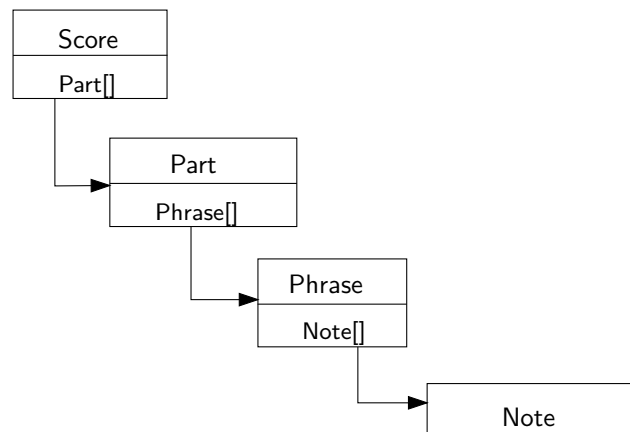 Score
Part[]
Part
Phrase[]
Phrase
Note[]
Note